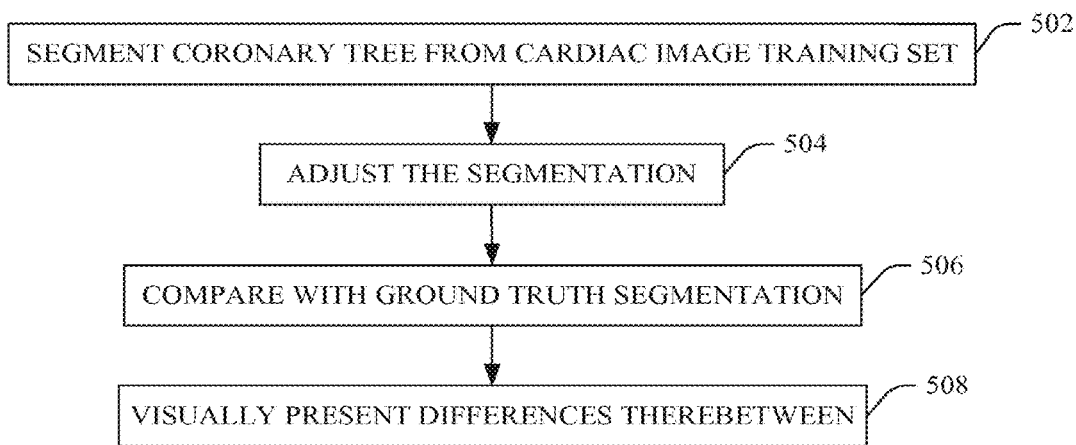 502
SEGMENT CORONARY TREE FROM CARDIAC IMAGE TRAINING SET
504
ADJUST THE SEGMENTATION
506
COMPARE WITH GROUND TRUTH SEGMENTATION
508
VISUALLY PRESENT DIFFERENCES THEREBETWEEN